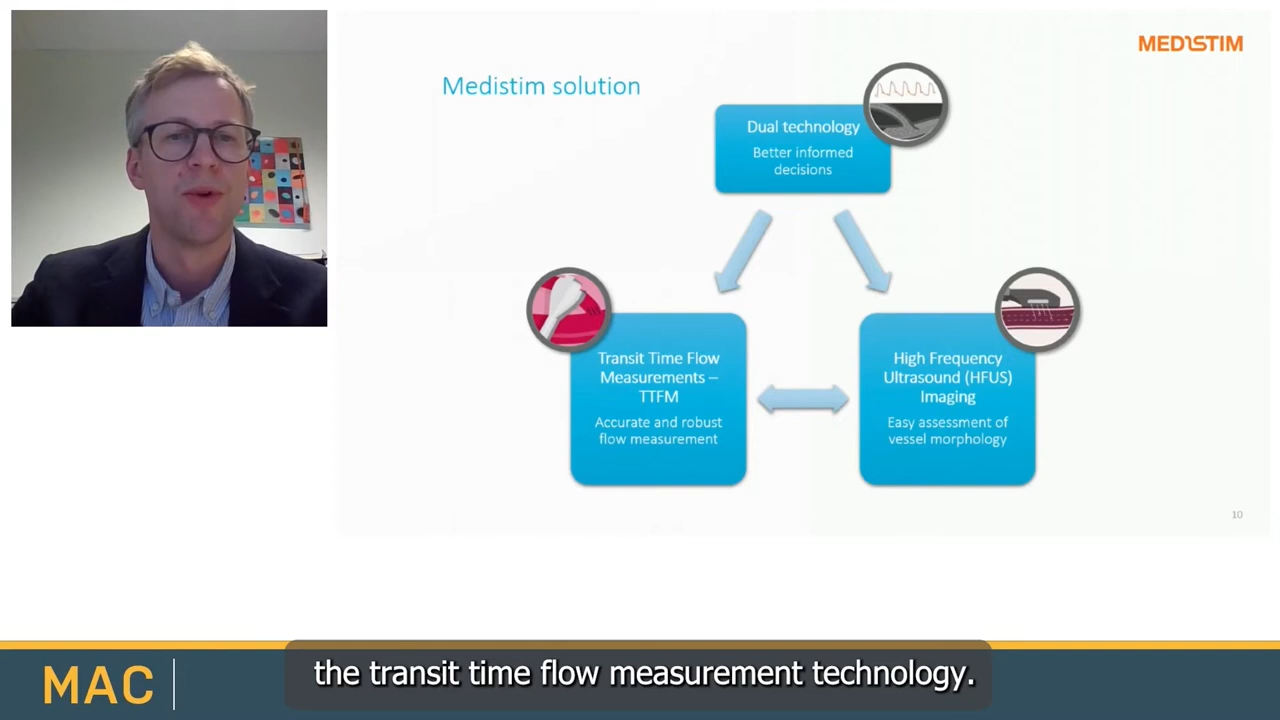 MEDISTIM
Medistim solution
Dual technology
Better informed
decisions
Transit Time Flow
Measurements –
TTFM
Accurate and robust
flow measurement
High Frequency
Ultrasound (HFUS)
Imaging
Easy assessment of
vessel morphology
10
MAC
the transit time flow measurement technology.